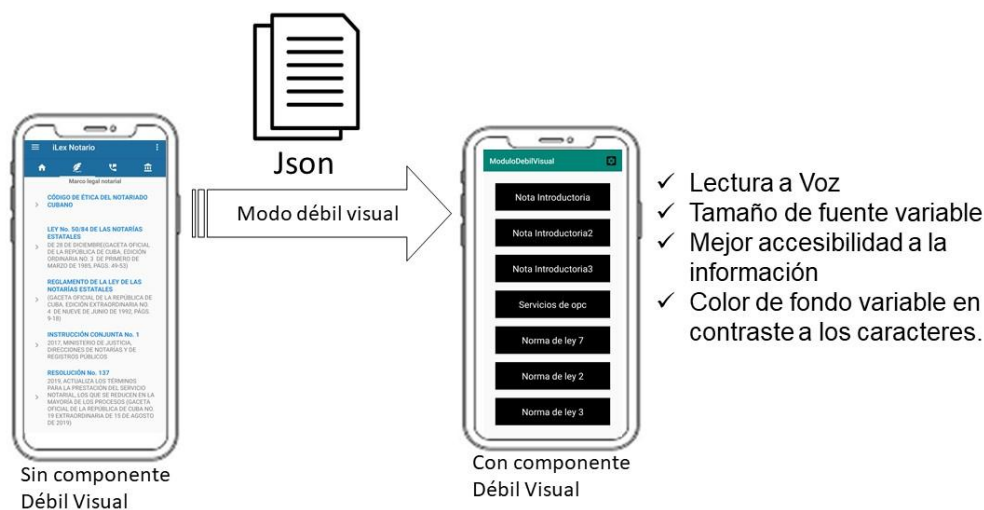 Json
Modo débil visual
iLex Notario
Marco legal notarial
CÓDIGO DE ÉTICA DEL NOTARIADO
CUBANO
LEY No. 50/84 DE LAS NOTARÍAS
ESTATALES
DE 28 DE DICIEMBRE(GACETA OFICIAL
DE LA REPÚBLICA DE CUBA. EDICIÓN
ORDINARIA NO. 3 DE PRIMERO DE
MARZO DE 1985, PÁGS. 49-53)
REGLAMENTO DE LA LEY DE LAS
NOTARÍAS ESTATALES
(GACETA OFICIAL DE LA REPÚBLICA DE
CUBA. EDICIÓN EXTRAORDINARIA NO.
4 DE NUEVE DE JUNIO DE 1992, PÁGS.
9-18)
INSTRUCCIÓN CONJUNTA No. 1
2017, MINISTERIO DE JUSTICIA,
DIRECCIONES DE NOTARÍAS Y DE
REGISTROS PÚBLICOS
RESOLUCIÓN No. 137
2019, ACTUALIZA LOS TÉRMINOS
PARA LA PRESTACIÓN DEL SERVICIO
NOTARIAL, LOS QUE SE REDUCEN EN LA
MAYORÍA DE LOS PROCESOS (GACETA
OFICIAL DE LA REPÚBLICA DE CUBA NO.
19 EXTRAORDINARIA DE 15 DE AGOSTO
DE 2019)
Sin componente
Débil Visual
ModuloDebilVisual
Nota Introductoria
Nota Introductoria2
Nota Introductoria3
Servicios de opc
Norma de ley 7
Norma de ley 2
Norma de ley 3
Con componente
Débil Visual
✓ Lectura a Voz
✓ Tamaño de fuente variable
✓ Mejor accesibilidad a la
información
✓ Color de fondo variable en
contraste a los caracteres.